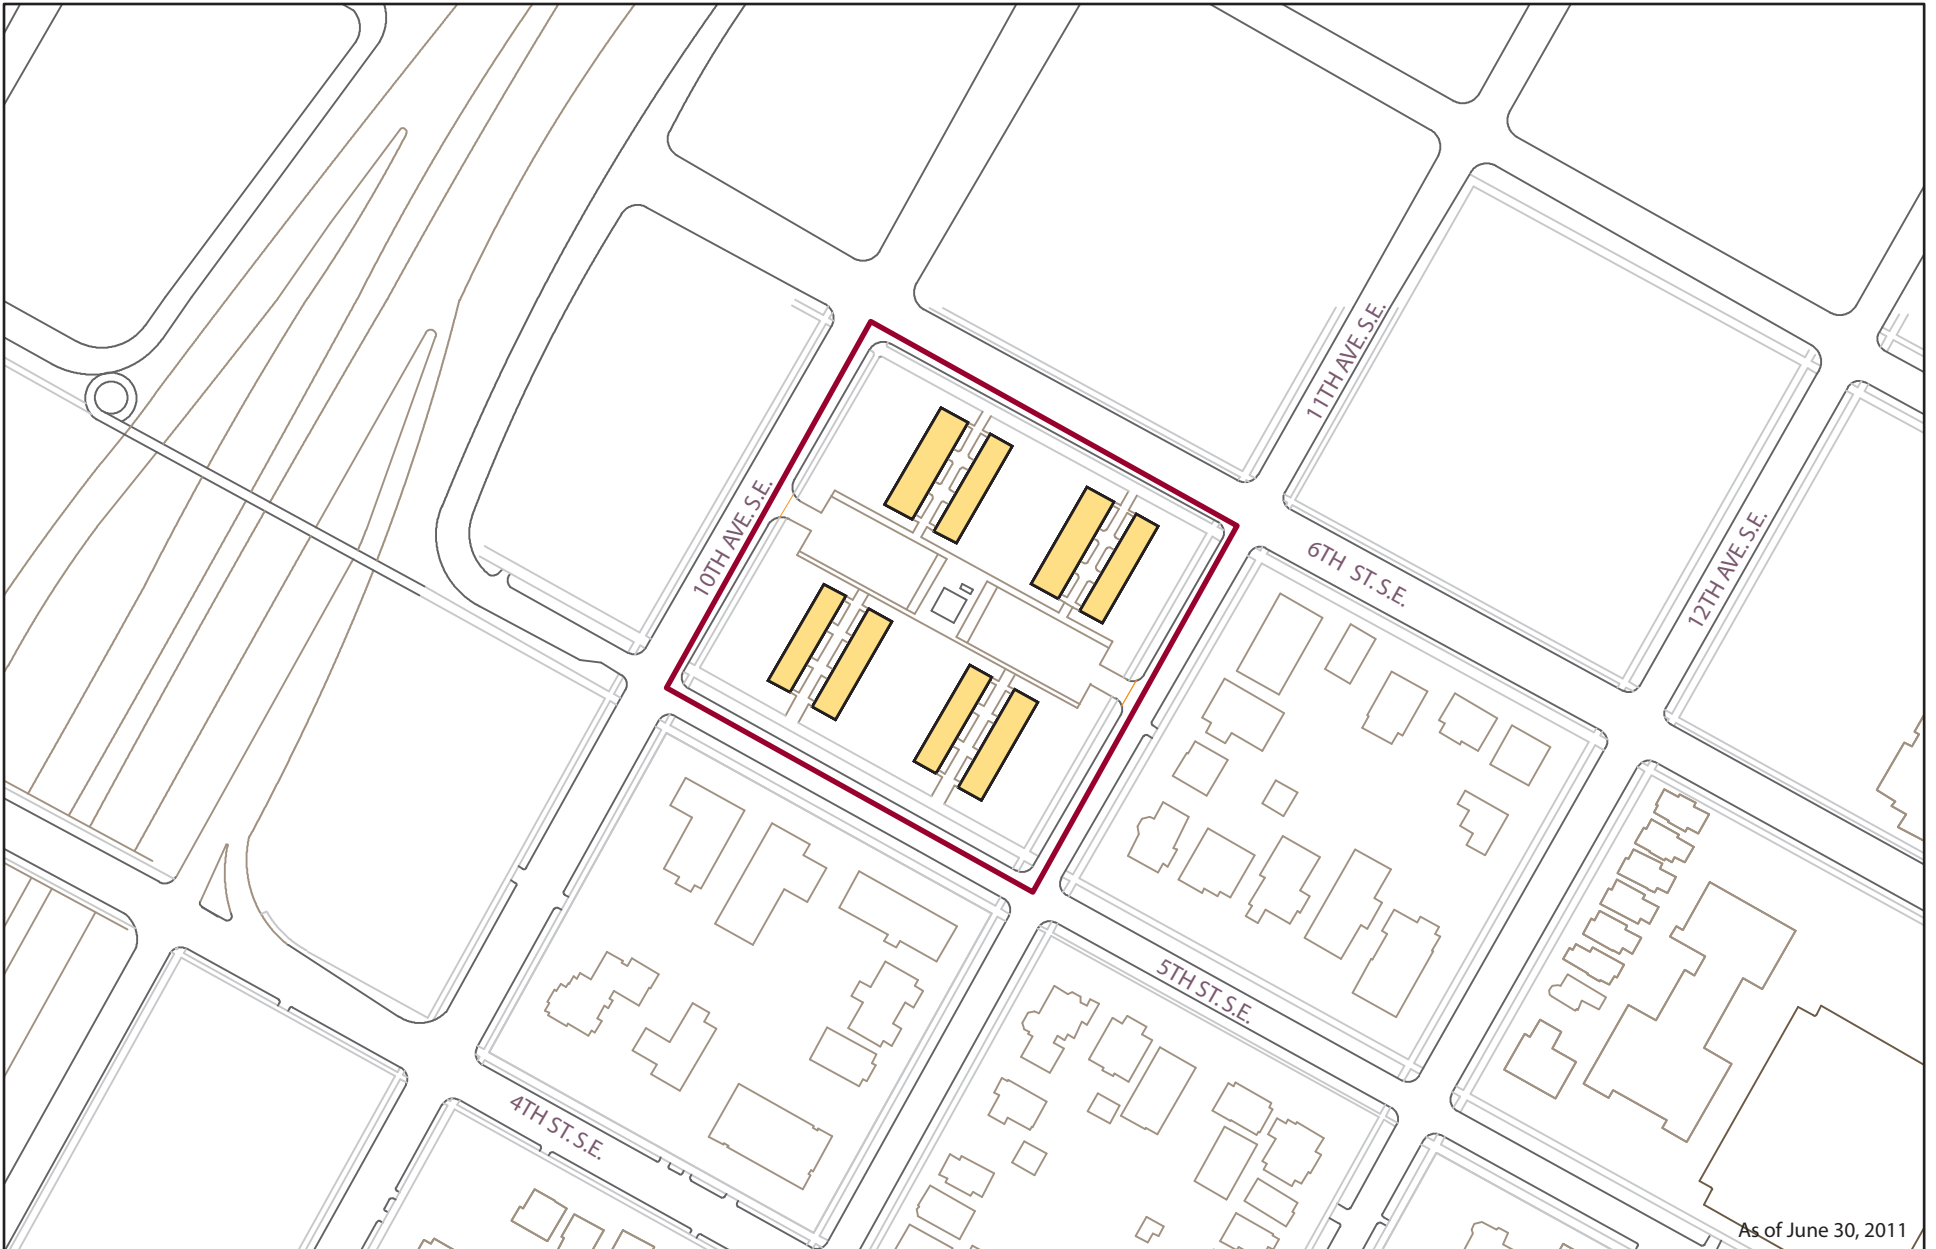 11TH AVE. S.E.
10TH AVE. S.E.
6TH ST. S.E.
12TH AVE. S.E.
5TH ST. S.E.
4TH ST. S.E.
As of June 30, 2011